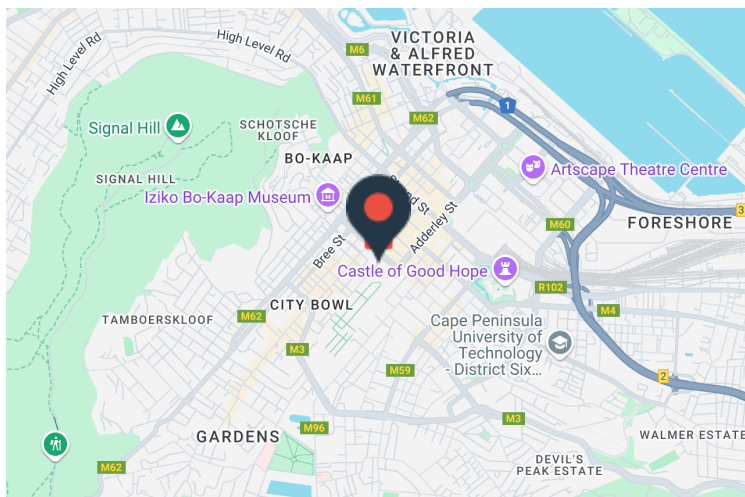 High Level Rd
High Level Rd
M6
VICTORIA
& ALFRED
WATERFRONT
M61
1
M62
Signal Hill
SCHOTSCHE
KLOOF
BO-KAAP
SIGNAL HILL
Iziko Bo-Kaap Museum
Artscape Theatre Centre
Adderley St
Bree St
M60
3
FORESHORE
Castle of Good Hope
R102
CITY BOWL
M62
TAMBOERSKLOOF
M4
Cape Peninsula
University of
Technology
- District Six...
M3
M59
2
M3
M96
GARDENS
WALMER ESTATE
M62
DEVIL'S
PEAK ESTATE